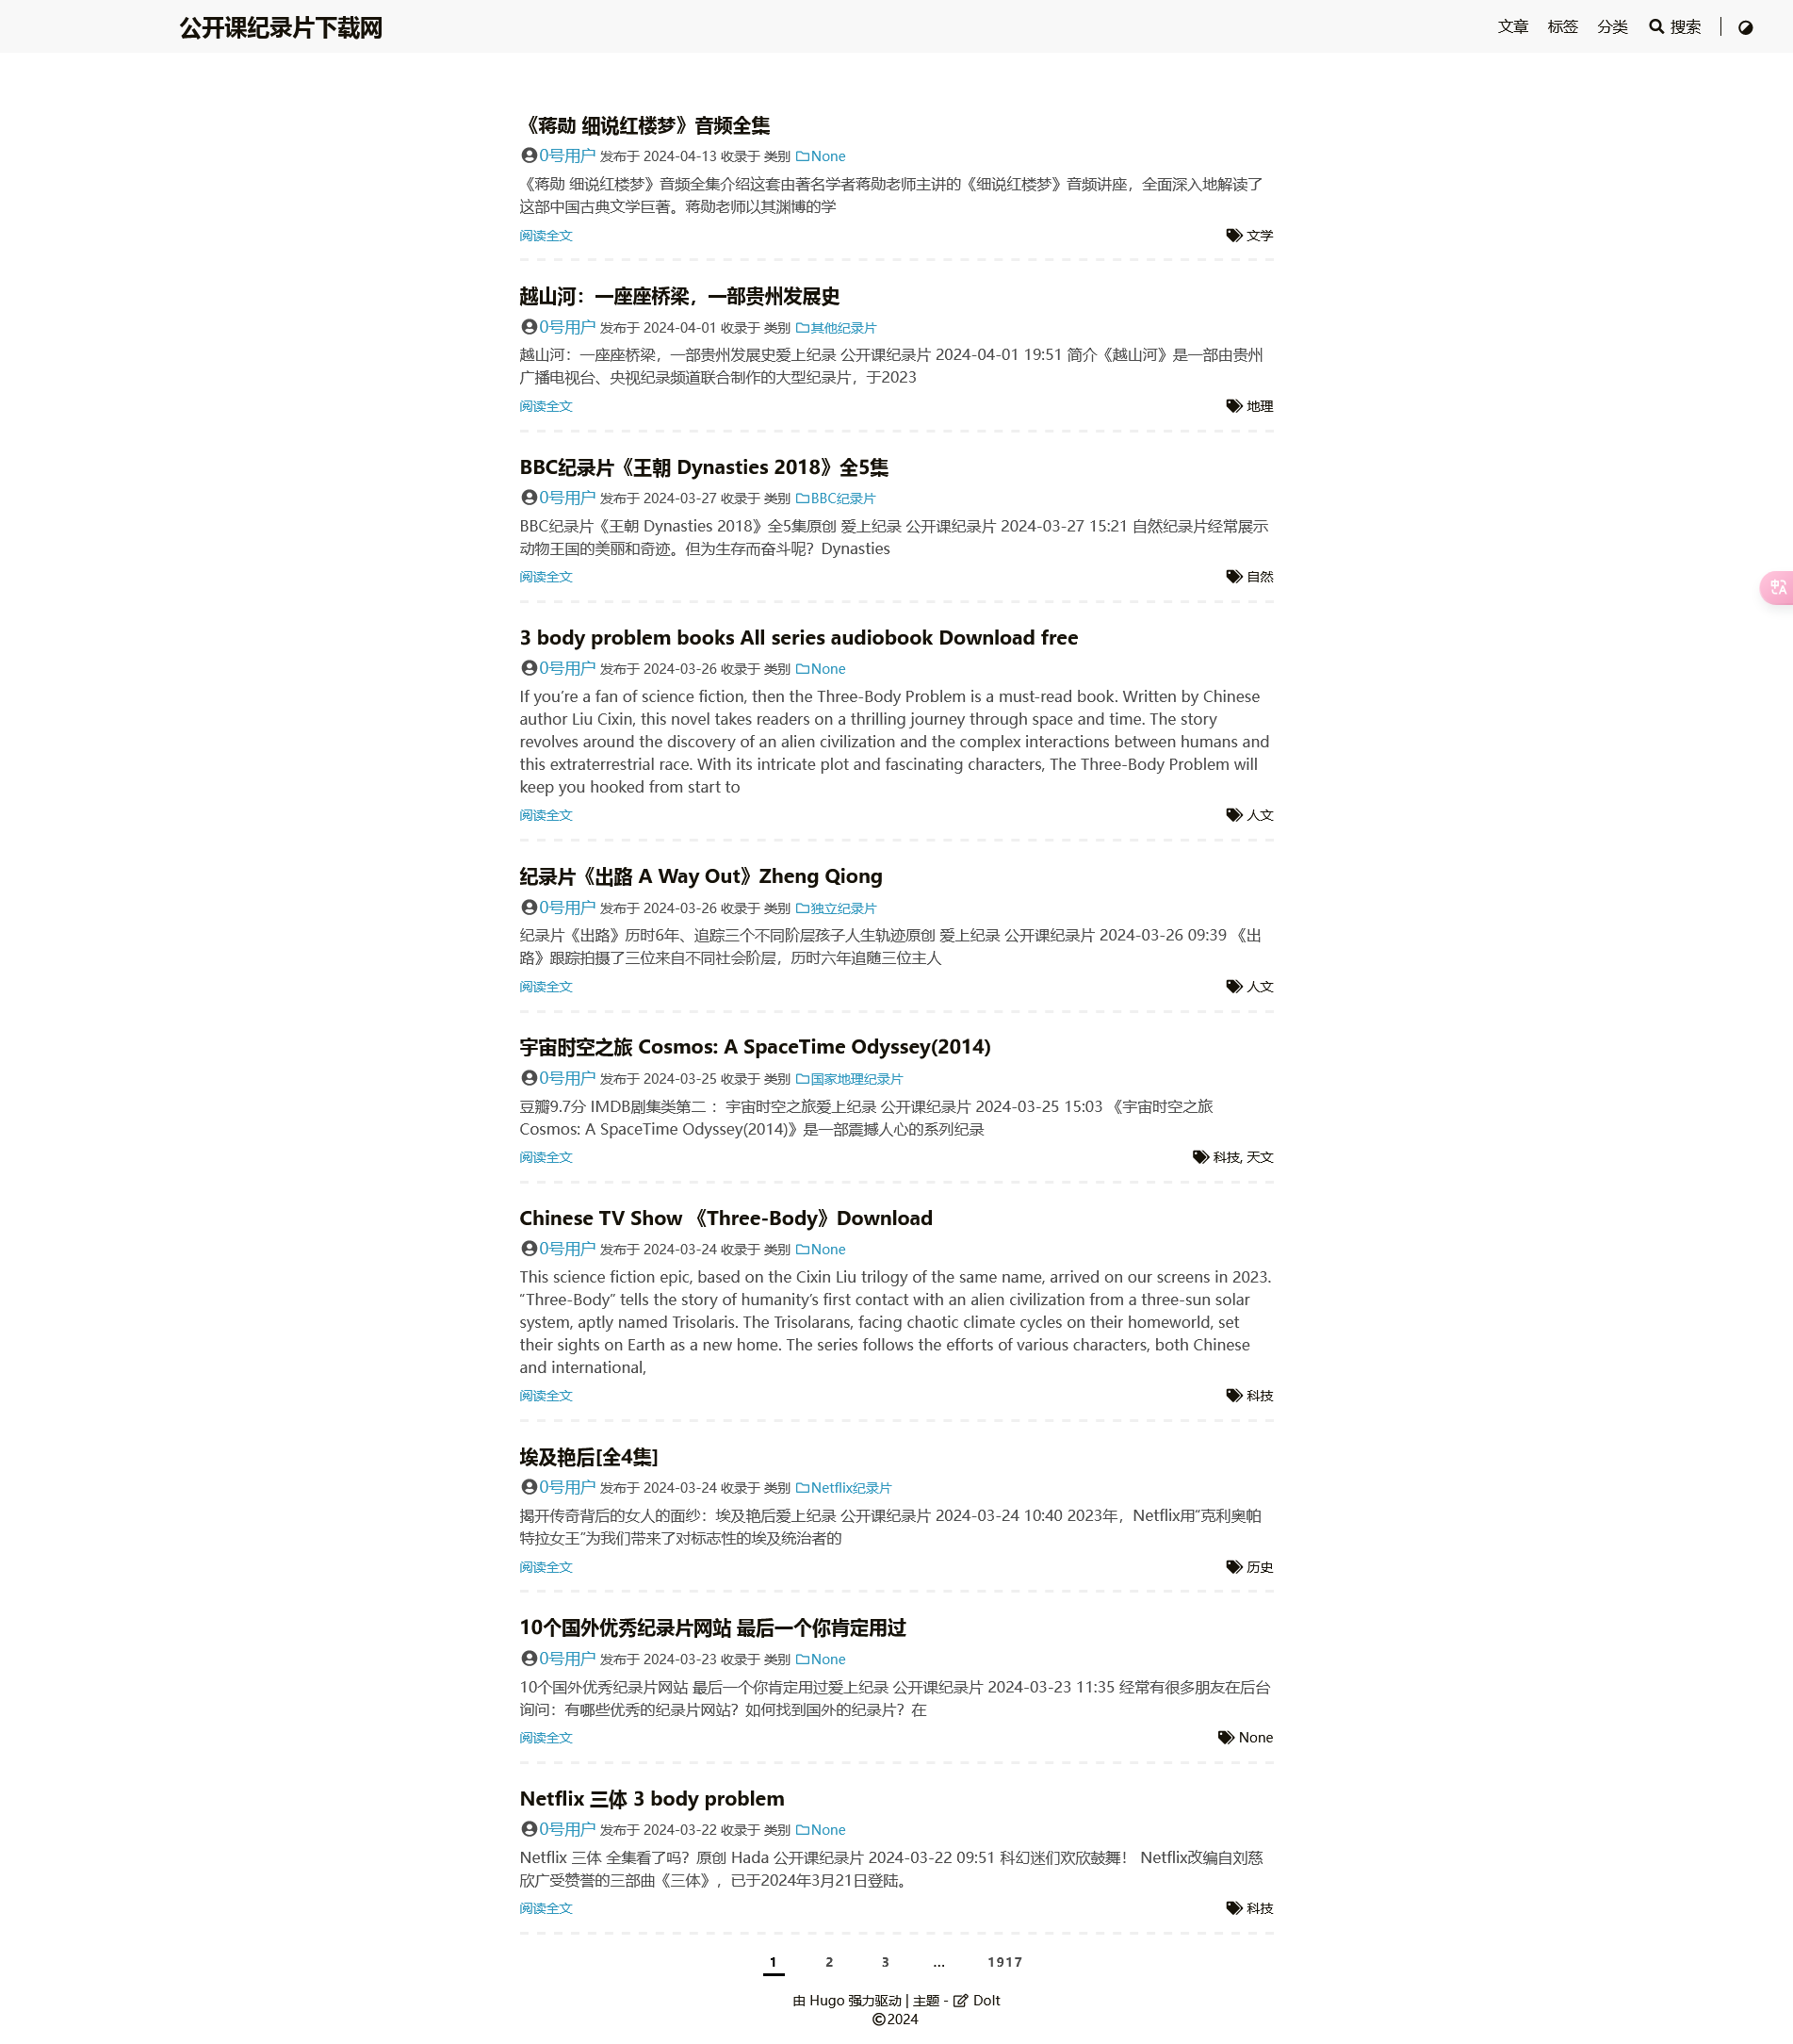 公开课纪录片下载网
文章 标签 分类 搜索
《蒋勋 细说红楼梦》音频全集
0号用户 发布于 2024-04-13 收录于 类别 None
《蒋勋 细说红楼梦》音频全集介绍这套由著名学者蒋勋老师主讲的《细说红楼梦》音频讲座，全面深入地解读了
这部中国古典文学巨著。蒋勋老师以其渊博的学
阅读全文 文学
越山河：一座座桥梁，一部贵州发展史
0号用户 发布于 2024-04-01 收录于 类别 其他纪录片
越山河：一座座桥梁，一部贵州发展史爱上纪录 公开课纪录片 2024-04-01 19:51 简介《越山河》是一部由贵州
广播电视台、央视纪录频道联合制作的大型纪录片，于2023
阅读全文 地理
BBC纪录片《王朝 Dynasties 2018》全5集
0号用户 发布于 2024-03-27 收录于 类别 BBC纪录片
BBC纪录片《王朝 Dynasties 2018》全5集原创 爱上纪录 公开课纪录片 2024-03-27 15:21 自然纪录片经常展示
动物王国的美丽和奇迹。但为生存而奋斗呢？Dynasties
阅读全文 自然
3 body problem books All series audiobook Download free
0号用户 发布于 2024-03-26 收录于 类别 None
If you’re a fan of science fiction, then the Three-Body Problem is a must-read book. Written by Chinese
author Liu Cixin, this novel takes readers on a thrilling journey through space and time. The story
revolves around the discovery of an alien civilization and the complex interactions between humans and
this extraterrestrial race. With its intricate plot and fascinating characters, The Three-Body Problem will
keep you hooked from start to
阅读全文 人文
纪录片《出路 A Way Out》Zheng Qiong
0号用户 发布于 2024-03-26 收录于 类别 独立纪录片
纪录片《出路》历时6年、追踪三个不同阶层孩子人生轨迹原创 爱上纪录 公开课纪录片 2024-03-26 09:39 《出
路》跟踪拍摄了三位来自不同社会阶层，历时六年追随三位主人
阅读全文 人文
宇宙时空之旅 Cosmos: A SpaceTime Odyssey(2014)
0号用户 发布于 2024-03-25 收录于 类别 国家地理纪录片
豆瓣9.7分 IMDB剧集类第二 ：宇宙时空之旅爱上纪录 公开课纪录片 2024-03-25 15:03 《宇宙时空之旅
Cosmos: A SpaceTime Odyssey(2014)》是一部震撼人心的系列纪录
阅读全文 科技, 天文
Chinese TV Show 《Three-Body》Download
0号用户 发布于 2024-03-24 收录于 类别 None
This science fiction epic, based on the Cixin Liu trilogy of the same name, arrived on our screens in 2023.
“Three-Body” tells the story of humanity’s first contact with an alien civilization from a three-sun solar
system, aptly named Trisolaris. The Trisolarans, facing chaotic climate cycles on their homeworld, set
their sights on Earth as a new home. The series follows the efforts of various characters, both Chinese
and international,
阅读全文 科技
埃及艳后[全4集]
0号用户 发布于 2024-03-24 收录于 类别 Netflix纪录片
揭开传奇背后的女人的面纱：埃及艳后爱上纪录 公开课纪录片 2024-03-24 10:40 2023年，Netflix用“克利奥帕
特拉女王”为我们带来了对标志性的埃及统治者的
阅读全文 历史
10个国外优秀纪录片网站 最后一个你肯定用过
0号用户 发布于 2024-03-23 收录于 类别 None
10个国外优秀纪录片网站 最后一个你肯定用过爱上纪录 公开课纪录片 2024-03-23 11:35 经常有很多朋友在后台
询问：有哪些优秀的纪录片网站？如何找到国外的纪录片？在
阅读全文 None
Netflix 三体 3 body problem
0号用户 发布于 2024-03-22 收录于 类别 None
Netflix 三体 全集看了吗？原创 Hada 公开课纪录片 2024-03-22 09:51 科幻迷们欢欣鼓舞！ Netflix改编自刘慈
欣广受赞誉的三部曲《三体》，已于2024年3月21日登陆。
阅读全文 科技
1 2 3 … 1917
由 Hugo 强力驱动 | 主题 - DoIt
©2024